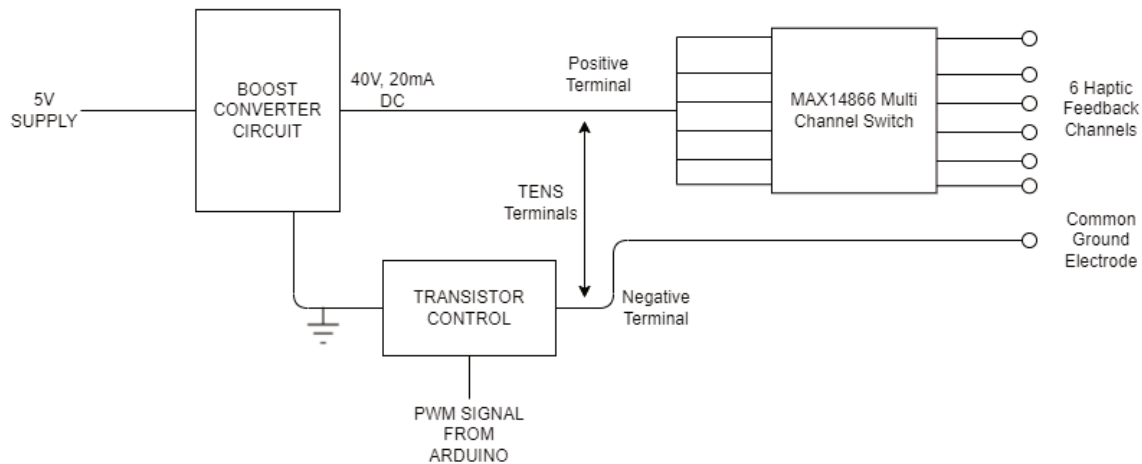 5V
SUPPLY
BOOST
CONVERTER
CIRCUIT
40V, 20mA
DC
Positive
Terminal
MAX14866 Multi
Channel Switch
6 Haptic
Feedback
Channels
TENS
Terminals
Common
Ground
Electrode
TRANSISTOR
CONTROL
Negative
Terminal
PWM SIGNAL
FROM
ARDUINO